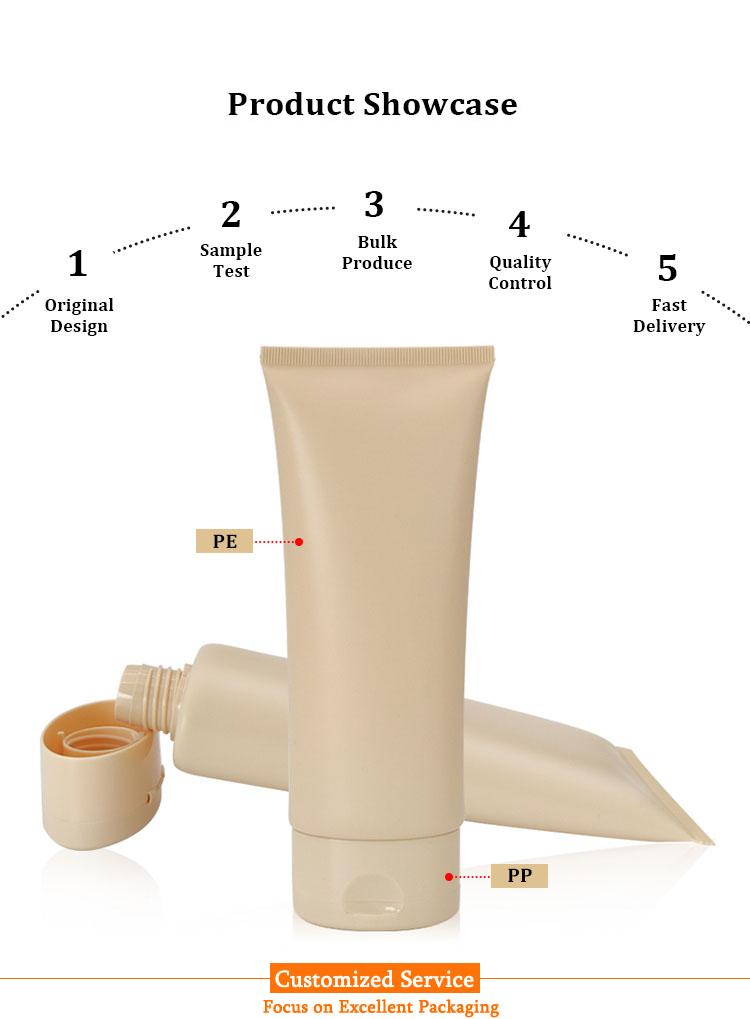 Product Showcase
1
Original
Design
2
Sample
Test
3
Bulk
Produce
4
Quality
Control
5
Fast
Delivery
PE
PP
Customized Service
Focus on Excellent Packaging